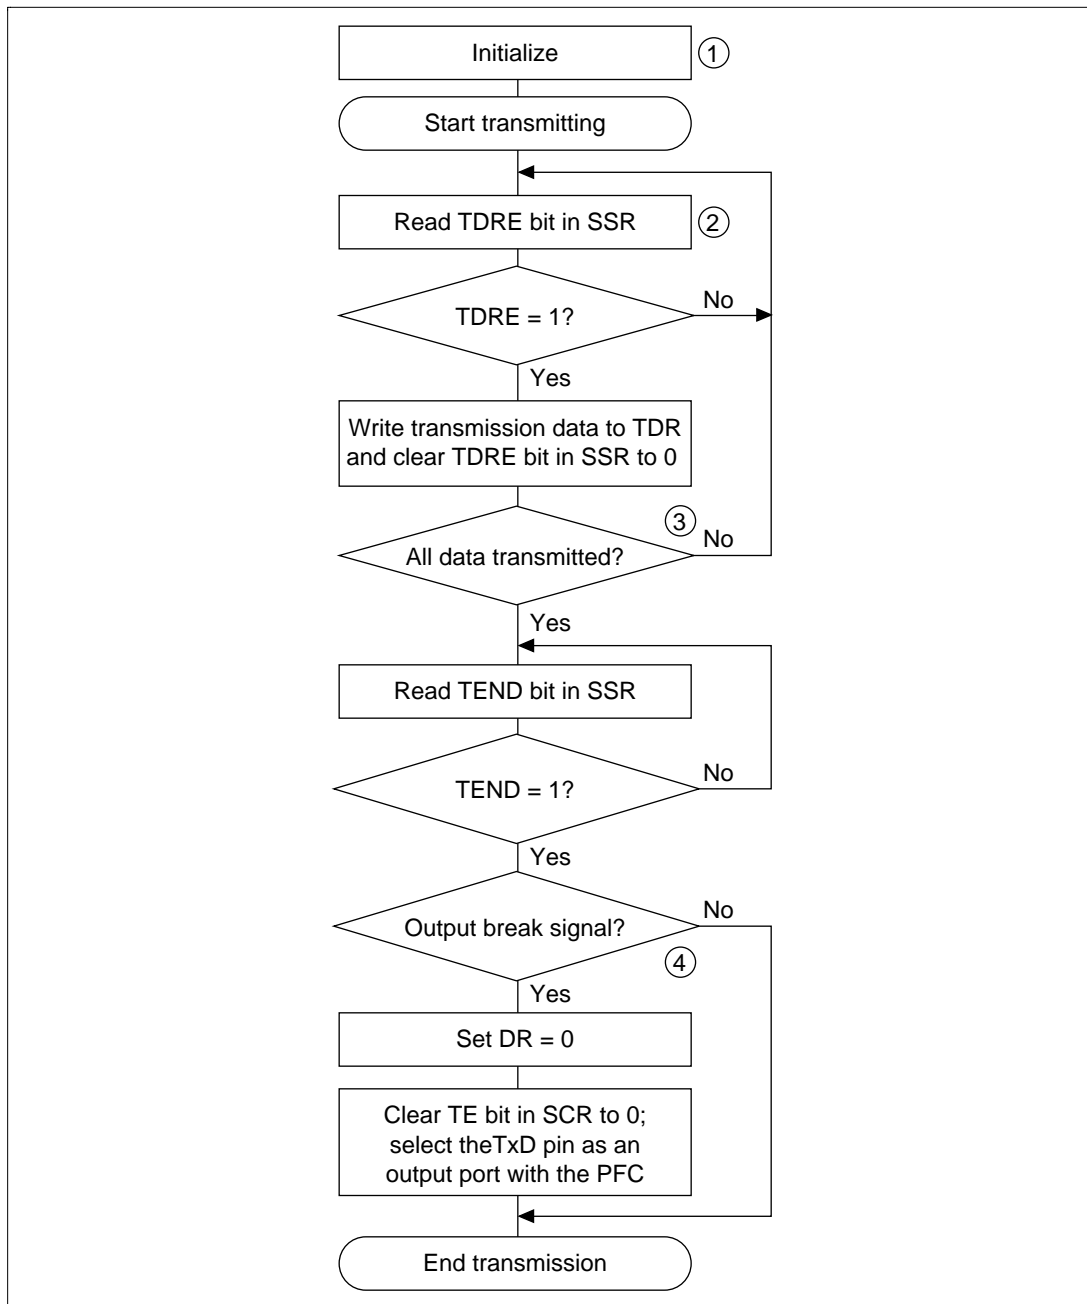 Initialize
①
Start transmitting
Read TDRE bit in SSR
②
TDRE = 1?
No
Yes
Write transmission data to TDR
and clear TDRE bit in SSR to 0
③
All data transmitted?
No
Yes
Read TEND bit in SSR
TEND = 1?
No
Yes
Output break signal?
No
④
Yes
Set DR = 0
Clear TE bit in SCR to 0;
select theTxD pin as an
output port with the PFC
End transmission